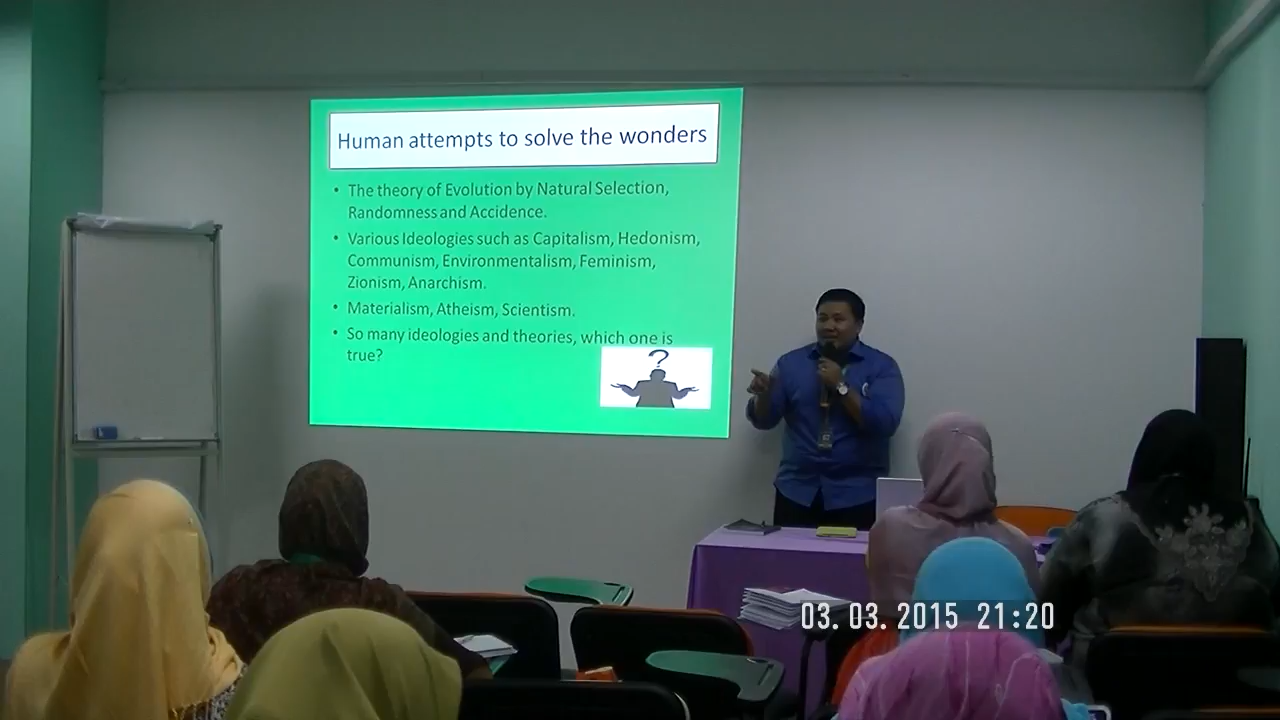 Human attempts to solve the wonders
• The theory of Evolution by Natural Selection,
Randomness and Accidence.
• Various Ideologies such as Capitalism, Hedonism,
Communism, Environmentalism, Feminism,
Zionism, Anarchism.
• Materialism, Atheism, Scientism.
• So many ideologies and theories, which one is
true?
?
03.03.2015 21:20